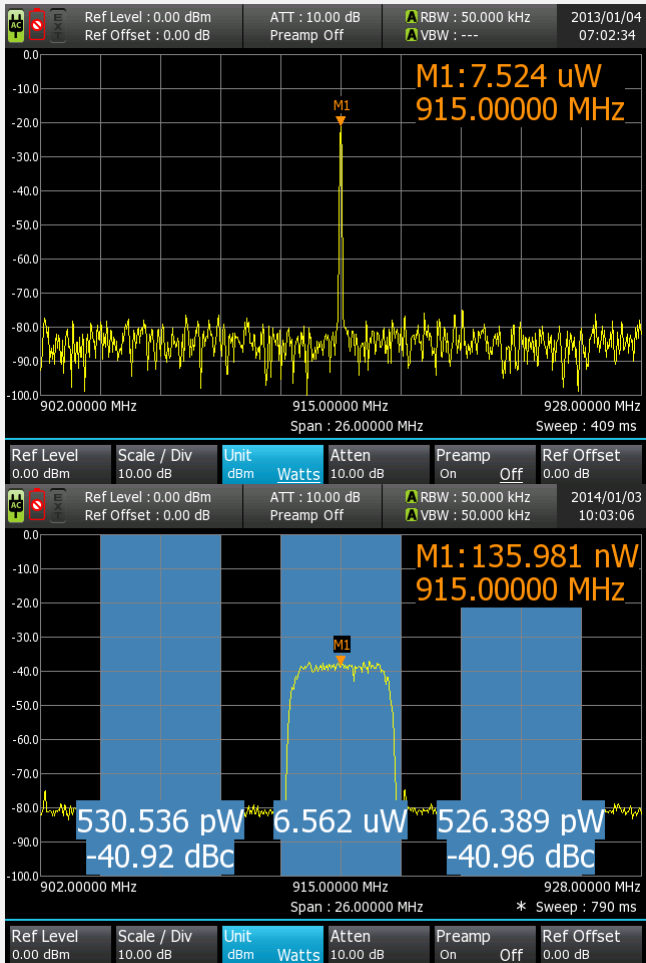 AC
EXT
Ref Level : 0.00 dBm
Ref Offset : 0.00 dB
ATT : 10.00 dB
Preamp Off
A RBW : 50.000 kHz
A VBW : ---
2013/01/04
07:02:34
M1:7.524 uW
915.00000 MHz
M1
0.0
-10.0
-20.0
-30.0
-40.0
-50.0
-60.0
-70.0
-80.0
-90.0
-100.0
902.00000 MHz
915.00000 MHz
928.00000 MHz
Span : 26.00000 MHz
Sweep : 409 ms
Ref Level
0.00 dBm
Scale / Div
10.00 dB
Unit
dBm Watts
Atten
10.00 dB
Preamp
On Off
Ref Offset
0.00 dB
AC
EXT
Ref Level : 0.00 dBm
Ref Offset : 0.00 dB
ATT : 10.00 dB
Preamp Off
A RBW : 50.000 kHz
A VBW : 50.000 kHz
2014/01/03
10:03:06
M1:135.981 nW
915.00000 MHz
M1
0.0
-10.0
-20.0
-30.0
-40.0
-50.0
-60.0
-70.0
-80.0
-90.0
-100.0
530.536 pW
-40.92 dBc
6.562 uW
526.389 pW
-40.96 dBc
902.00000 MHz
915.00000 MHz
928.00000 MHz
Span : 26.00000 MHz
* Sweep : 790 ms
Ref Level
0.00 dBm
Scale / Div
10.00 dB
Unit
dBm Watts
Atten
10.00 dB
Preamp
On Off
Ref Offset
0.00 dB